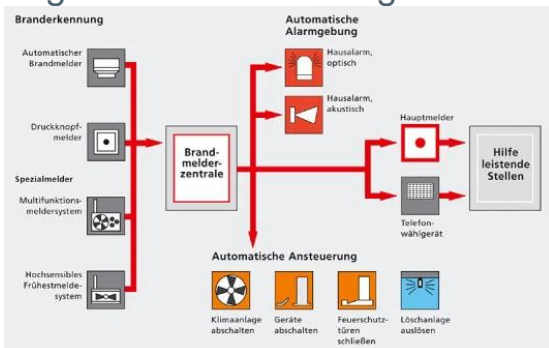 Branderkennung
Automatischer
Brandmelder
Druckknopf-
melder
Spezialmelder
Multifunktions-
meldersystem
Hochsensibles
Frühestmelde-
system
Brand-
melder-
zentrale
Automatische
Alarmgebung
Hausalarm,
optisch
Hausalarm,
akustisch
Hauptmelder
Telefon-
wählgerät
Hilfe
leistende
Stellen
Automatische Ansteuerung
Klimaanlage
abschalten
Geräte
abschalten
Feuerschutz-
türen
schließen
Löschanlage
auslösen